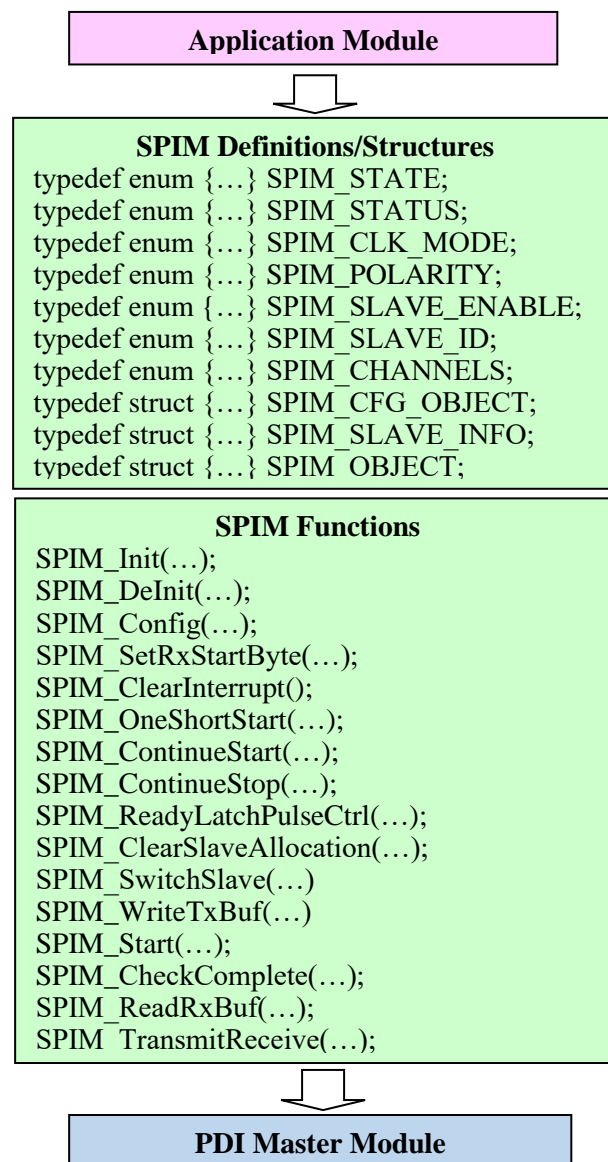 Application Module
SPIM Definitions/Structures
typedef enum {…} SPIM_STATE;
typedef enum {…} SPIM_STATUS;
typedef enum {…} SPIM_CLK_MODE;
typedef enum {…} SPIM_POLARITY;
typedef enum {…} SPIM_SLAVE_ENABLE;
typedef enum {…} SPIM_SLAVE_ID;
typedef enum {…} SPIM_CHANNELS;
typedef struct {…} SPIM_CFG_OBJECT;
typedef struct {…} SPIM_SLAVE_INFO;
typedef struct {…} SPIM_OBJECT;
SPIM Functions
SPIM_Init(…);
SPIM_DeInit(…);
SPIM_Config(…);
SPIM_SetRxStartByte(…);
SPIM_ClearInterrupt();
SPIM_OneShortStart(…);
SPIM_ContinueStart(…);
SPIM_ContinueStop(…);
SPIM_ReadyLatchPulseCtrl(…);
SPIM_ClearSlaveAllocation(…);
SPIM_SwitchSlave(…)
SPIM_WriteTxBuf(…)
SPIM_Start(…);
SPIM_CheckComplete(…);
SPIM_ReadRxBuf(…);
SPIM_TransmitReceive(…);
PDI Master Module